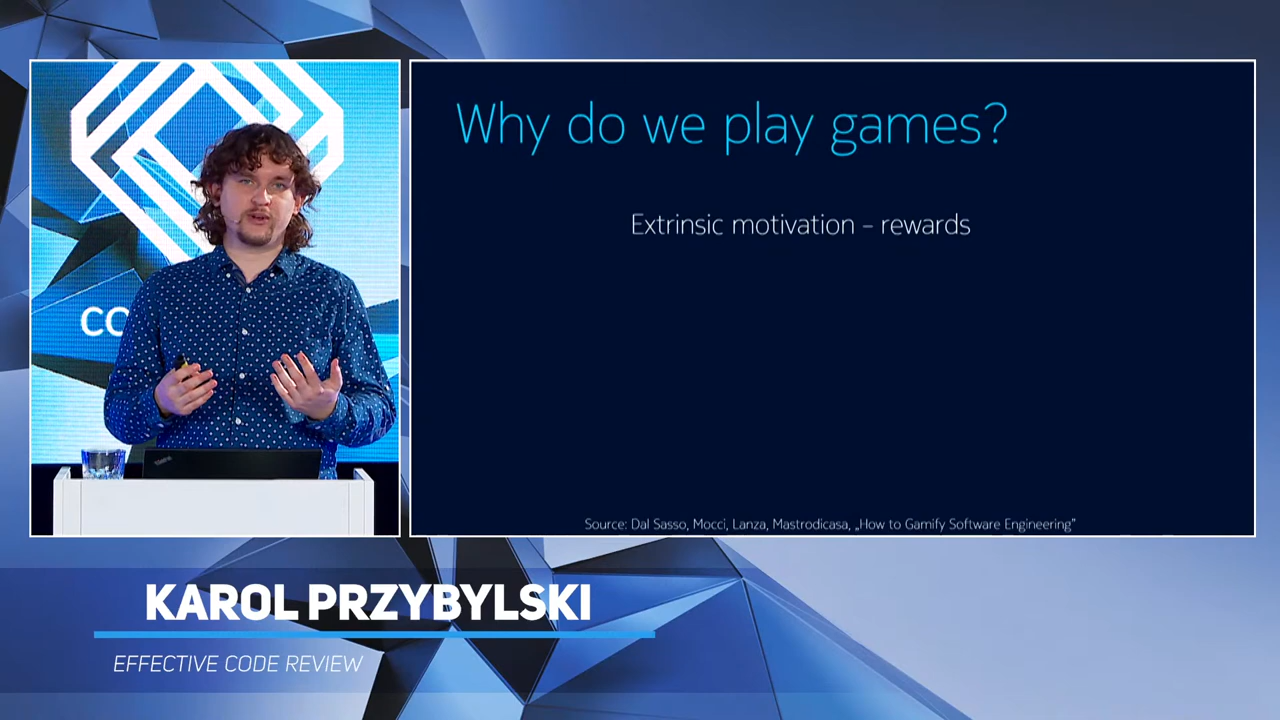 CO
Why do we play games?
Extrinsic motivation – rewards
Source: Dal Sasso, Mocci, Lanza, Mastrodicasa, „How to Gamify Software Engineering”
KAROL PRZYBYLSKI
EFFECTIVE CODE REVIEW